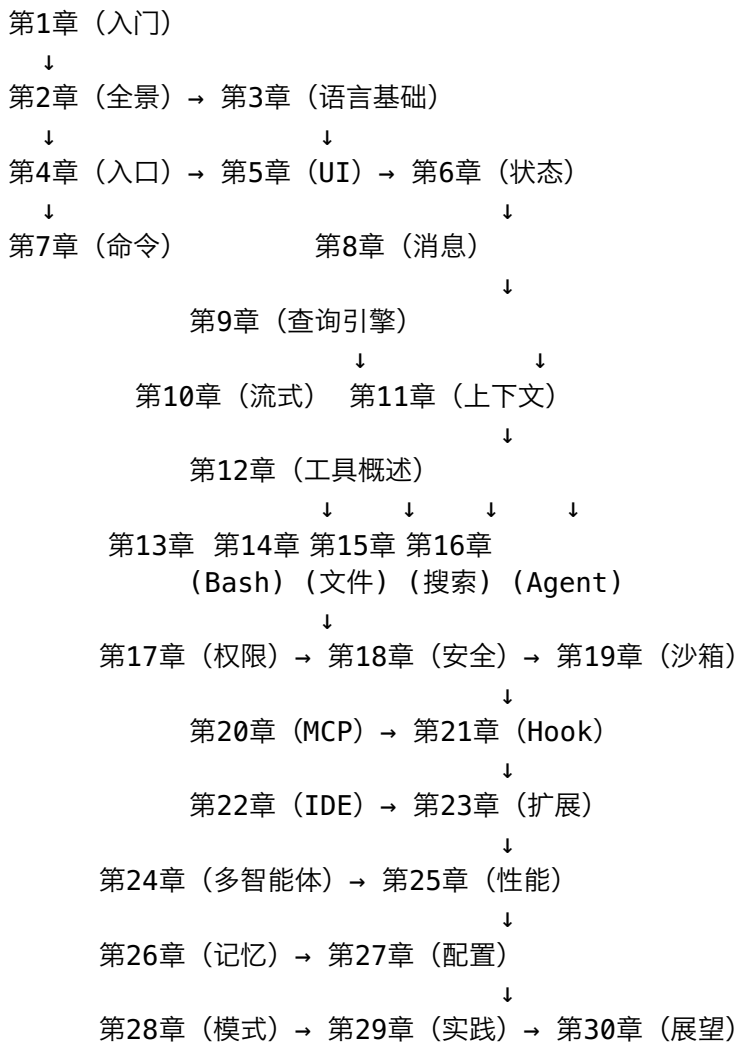 第1章（入门）
↓
第2章（全景）→ 第3章（语言基础）
↓ ↓
第4章（入口）→ 第5章（UI）→ 第6章（状态）
↓ ↓
第7章（命令） 第8章（消息）
↓
第9章（查询引擎）
↓ ↓
第10章（流式） 第11章（上下文）
↓
第12章（工具概述）
↓ ↓ ↓ ↓
第13章 第14章 第15章 第16章
(Bash) (文件) (搜索) (Agent)
↓
第17章（权限）→ 第18章（安全）→ 第19章（沙箱）
↓
第20章（MCP）→ 第21章（Hook）
↓
第22章（IDE）→ 第23章（扩展）
↓
第24章（多智能体）→ 第25章（性能）
↓
第26章（记忆）→ 第27章（配置）
↓
第28章（模式）→ 第29章（实践）→ 第30章（展望）